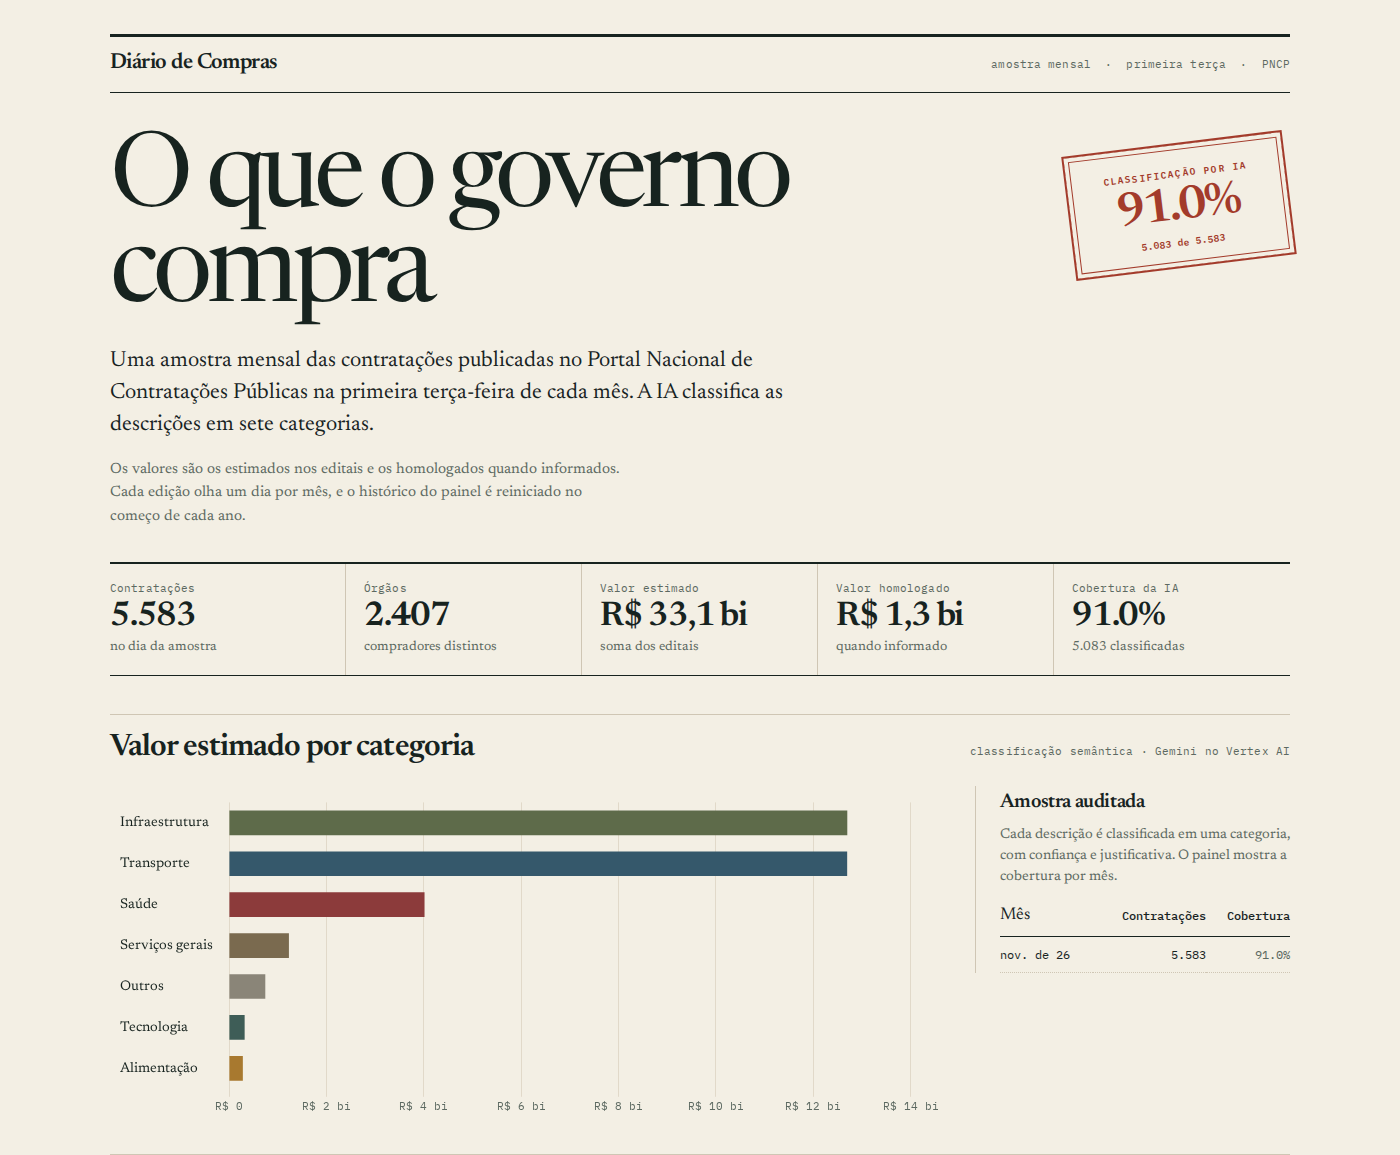 Diário de Compras
amostra mensal · primeira terça · PNCP
O que o governo
compra
CLASSIFICAÇÃO POR IA
91.0%
5.083 de 5.583
Uma amostra mensal das contratações publicadas no Portal Nacional de
Contratações Públicas na primeira terça-feira de cada mês. A IA classifica as
descrições em sete categorias.
Os valores são os estimados nos editais e os homologados quando informados.
Cada edição olha um dia por mês, e o histórico do painel é reiniciado no
começo de cada ano.
Contratações
5.583
no dia da amostra
Órgãos
2.407
compradores distintos
Valor estimado
R$ 33,1 bi
soma dos editais
Valor homologado
R$ 1,3 bi
quando informado
Cobertura da IA
91.0%
5.083 classificadas
Valor estimado por categoria
classificação semântica · Gemini no Vertex AI
Infraestrutura
Transporte
Saúde
Serviços gerais
Outros
Tecnologia
Alimentação
R$ 0 R$ 2 bi R$ 4 bi R$ 6 bi R$ 8 bi R$ 10 bi R$ 12 bi R$ 14 bi
Amostra auditada
Cada descrição é classificada em uma categoria,
com confiança e justificativa. O painel mostra a
cobertura por mês.
Mês Contratações Cobertura
nov. de 26 5.583 91.0%